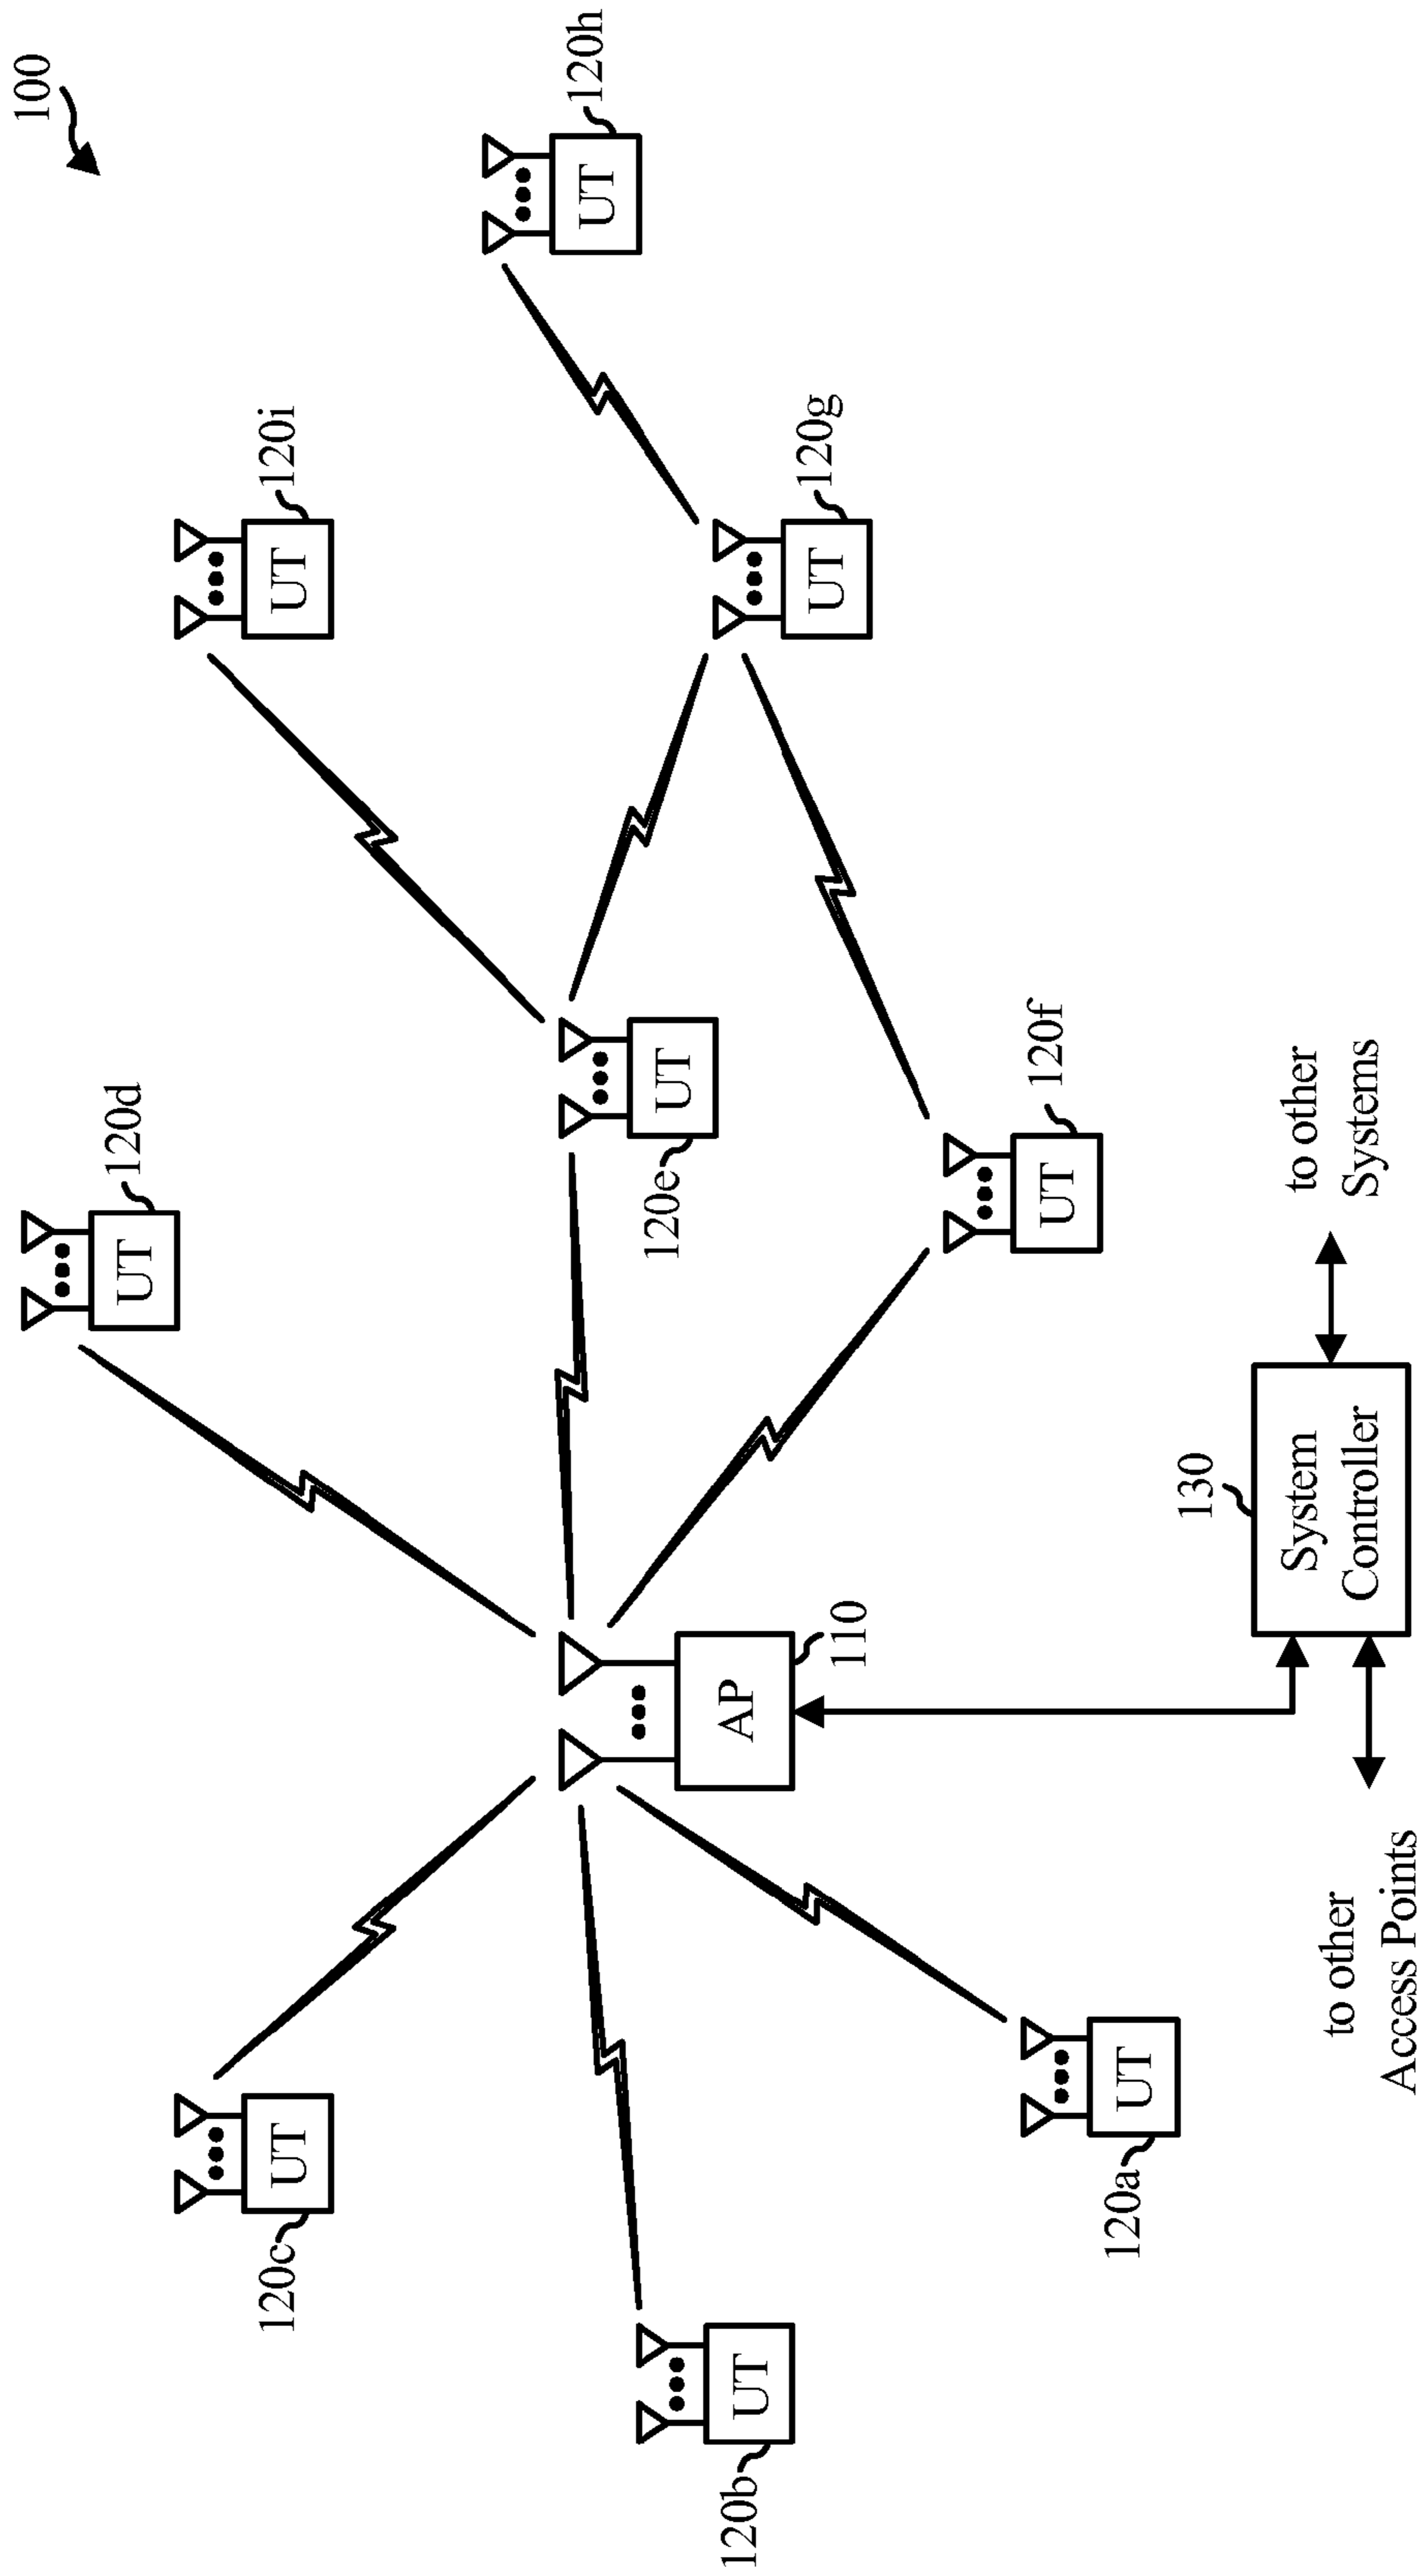 100
120d
UT
120i
UT
120c
UT
120h
UT
120e
UT
120g
UT
120b
UT
AP
110
120f
UT
120a
UT
130
System
Controller
to other
Systems
to other
Access Points